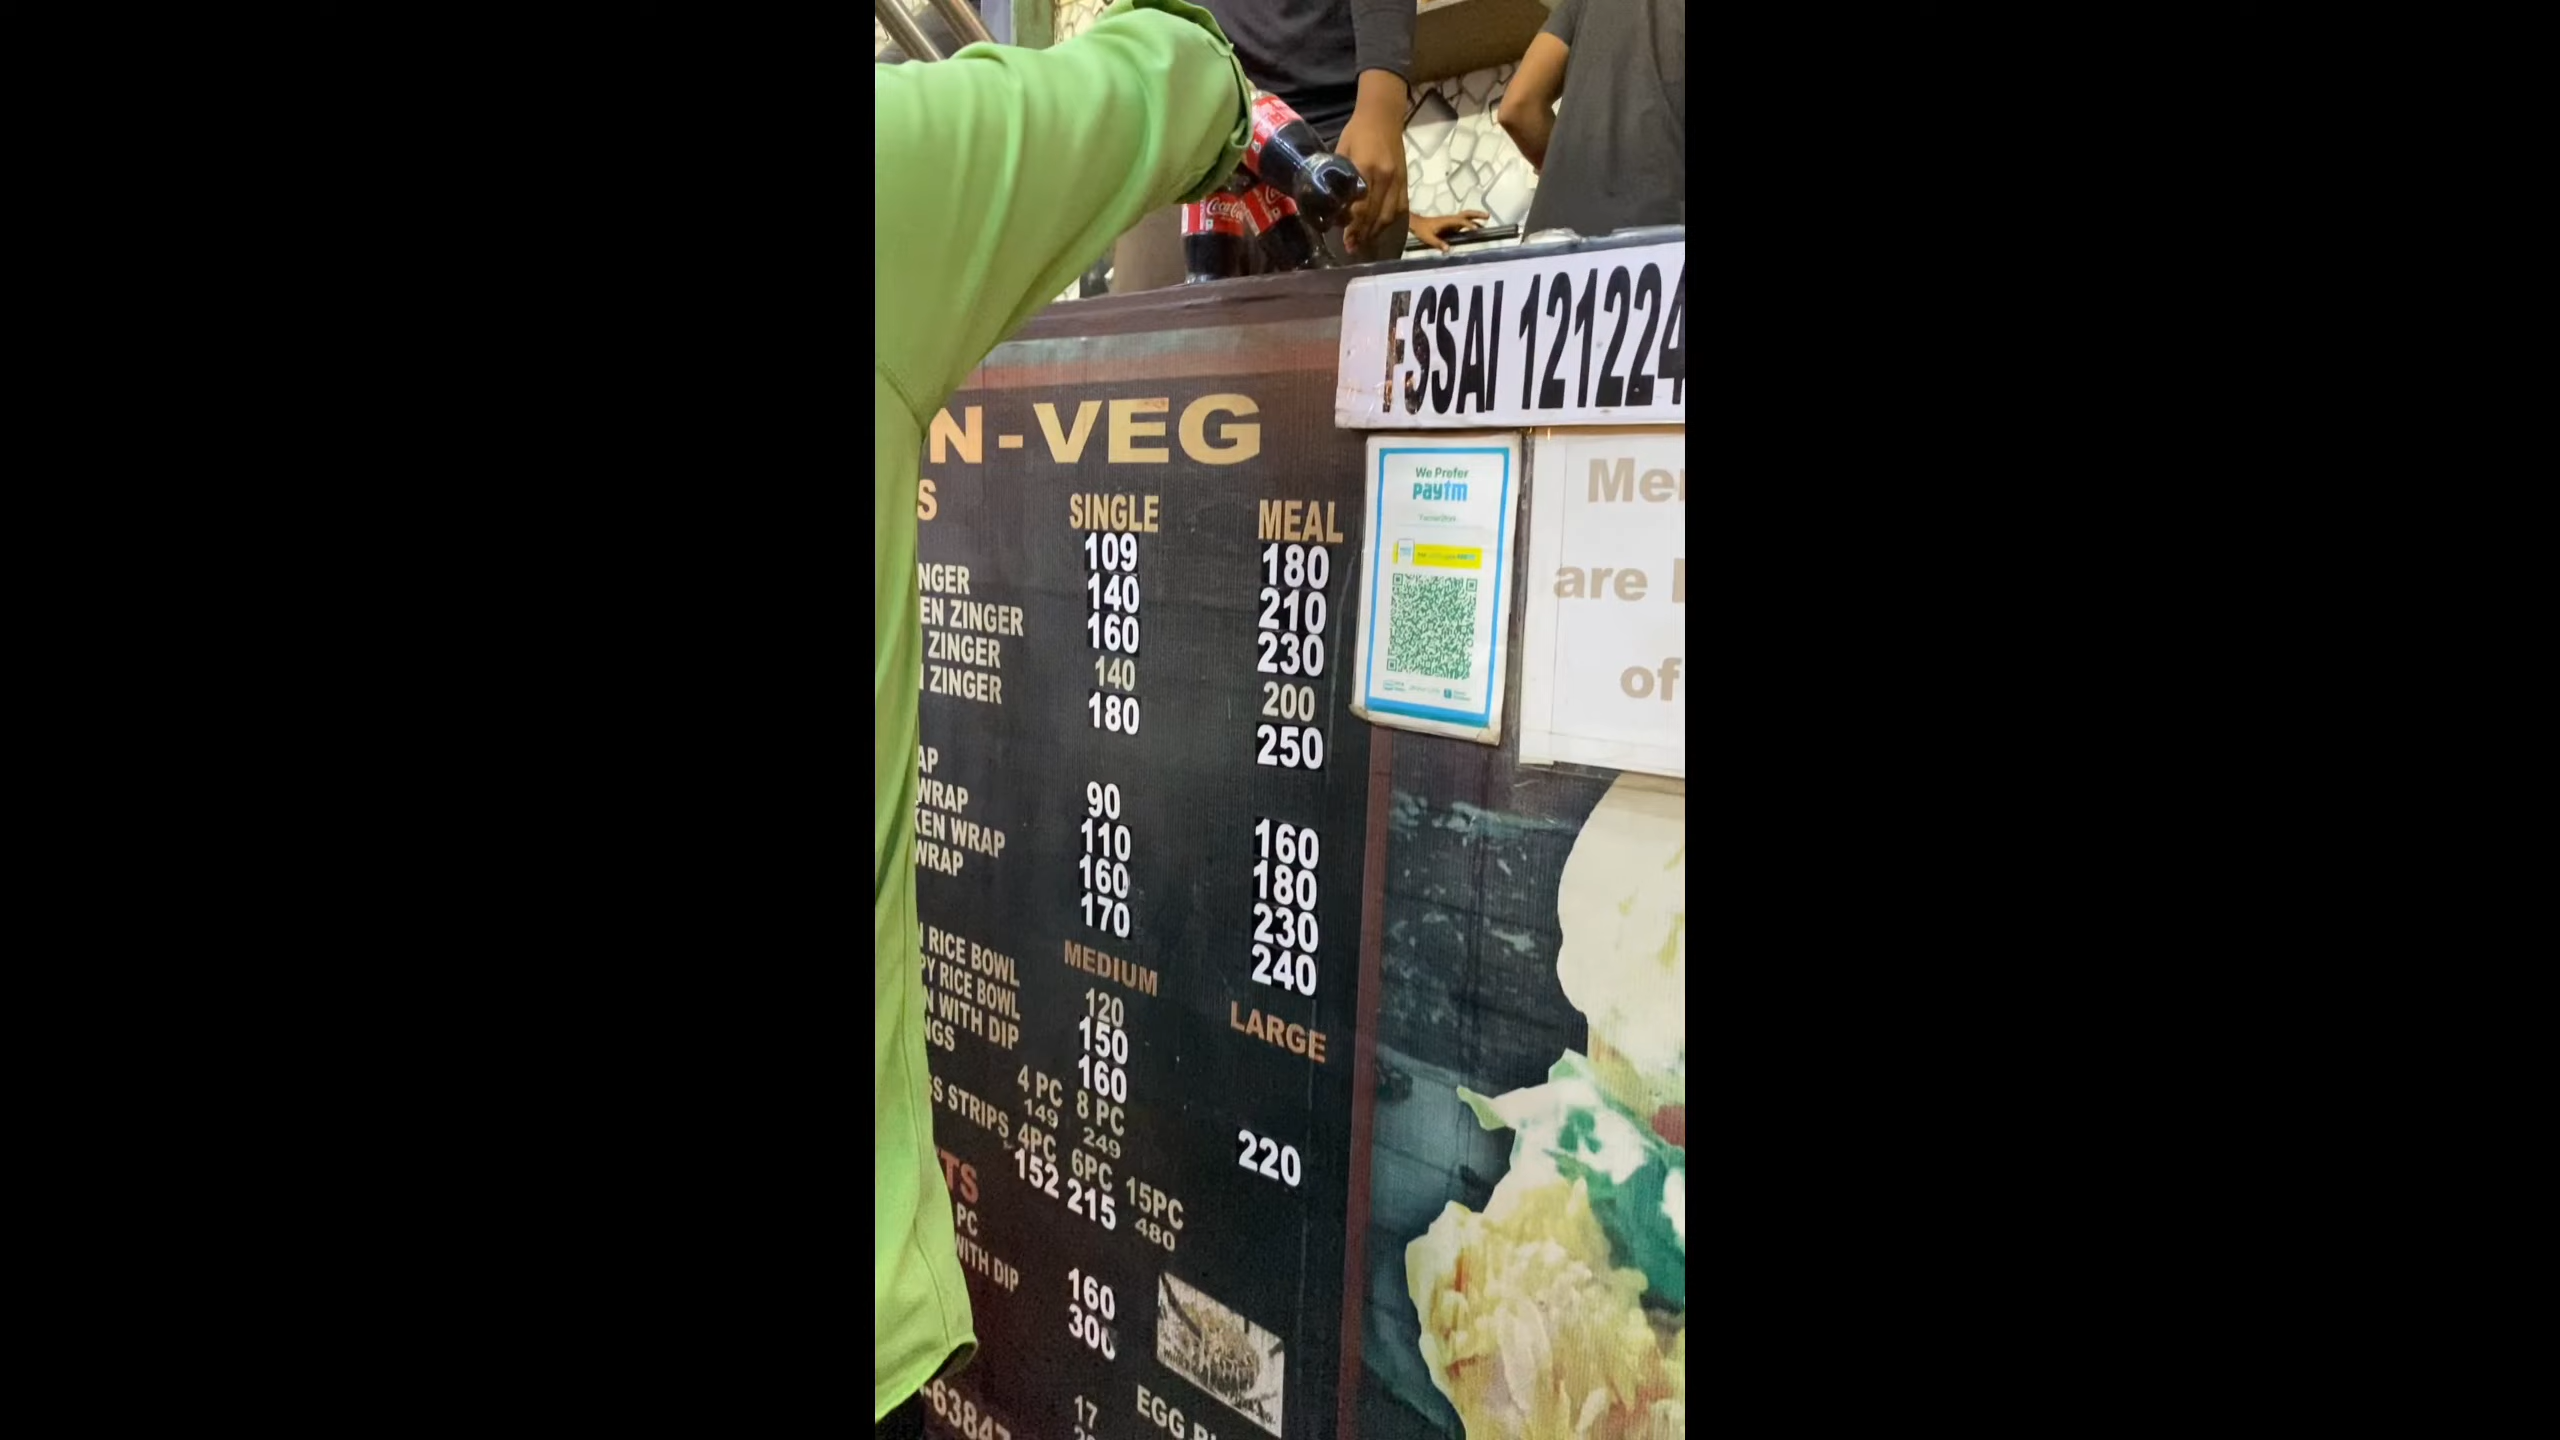 Coca-Cola
FSSAI 121224
N-VEG
S SINGLE MEAL
109 180
NGER 140 210
EN ZINGER 160 230
ZINGER 140 200
ZINGER 180 250
AP 90 160
WRAP 110 180
KEN WRAP 160 230
WRAP 170 240
MEDIUM LARGE
RICE BOWL 120
PY RICE BOWL 150
N WITH DIP 160 220
NGS 4 PC 8 PC
149 249
SS STRIPS 4PC 6PC 15PC
152 215 480
TS
PC 160
WITH DIP 300
-63847 17
EGG
We Prefer
paytm
Me
are
of